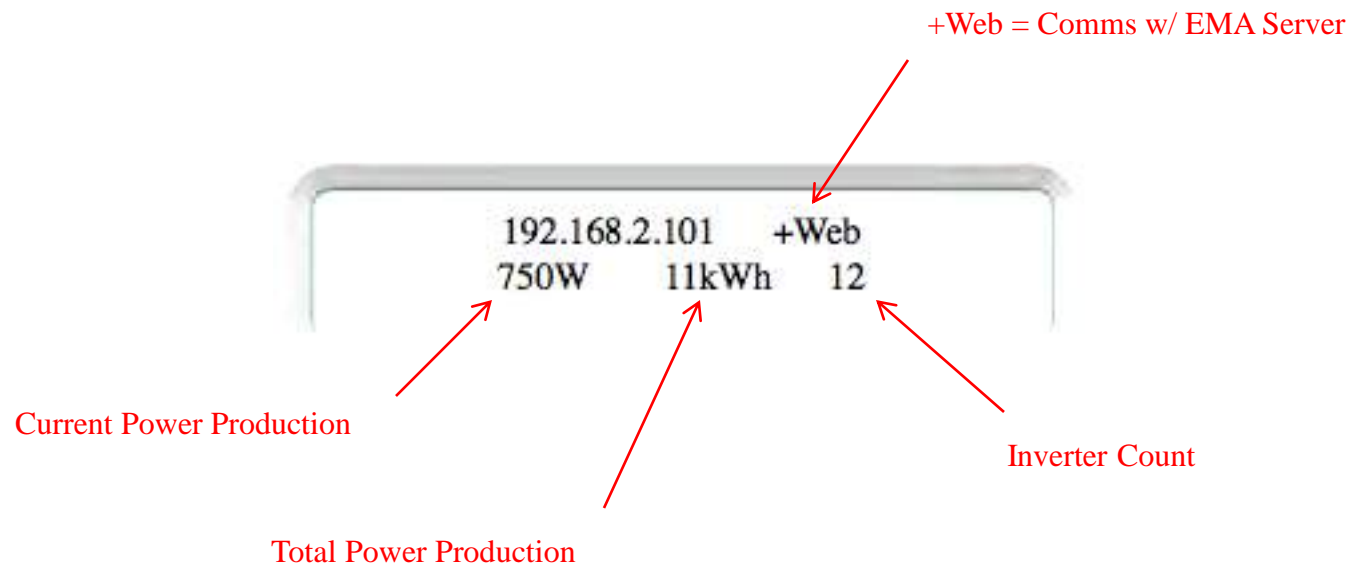 +Web = Comms w/ EMA Server
192.168.2.101 +Web
750W 11kWh 12
Current Power Production
Inverter Count
Total Power Production